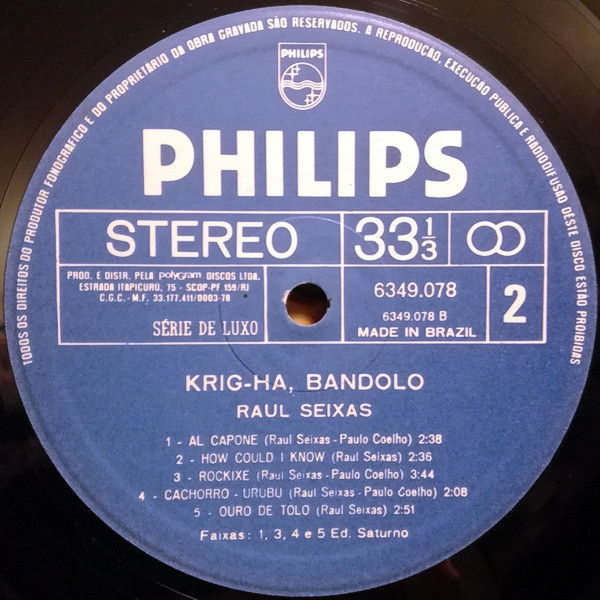 TODOS OS DIREITOS DO PRODUTOR FONOGRÁFICO E DO PROPRIETÁRIO DA OBRA GRAVADA SÃO RESERVADOS. A REPRODUÇÃO, EXECUÇÃO PÚBLICA E RADIODIFUSÃO DÊSTE DISCO ESTÃO PROIBIDAS
PHILIPS
PHILIPS
STEREO 33 1/3
PROD. E DISTR. PELA polygram DISCOS LTDA.
ESTRADA ITAPICURU, 75 - SCOP-PF 159/RJ
C.G.C.-M.F. 33.177.411/0003-78
SÉRIE DE LUXO
6349.078
6349.078 B
MADE IN BRAZIL
2
KRIG-HA, BANDOLO
RAUL SEIXAS
1 - AL CAPONE (Raul Seixas - Paulo Coelho) 2:38
2 - HOW COULD I KNOW (Raul Seixas) 2:36
3 - ROCKIXE (Raul Seixas - Paulo Coelho) 3:44
4 - CACHORRO - URUBU (Raul Seixas - Paulo Coelho) 2:08
5 - OURO DE TOLO (Raul Seixas) 2:51
Faixas: 1, 3, 4 e 5 Ed. Saturno